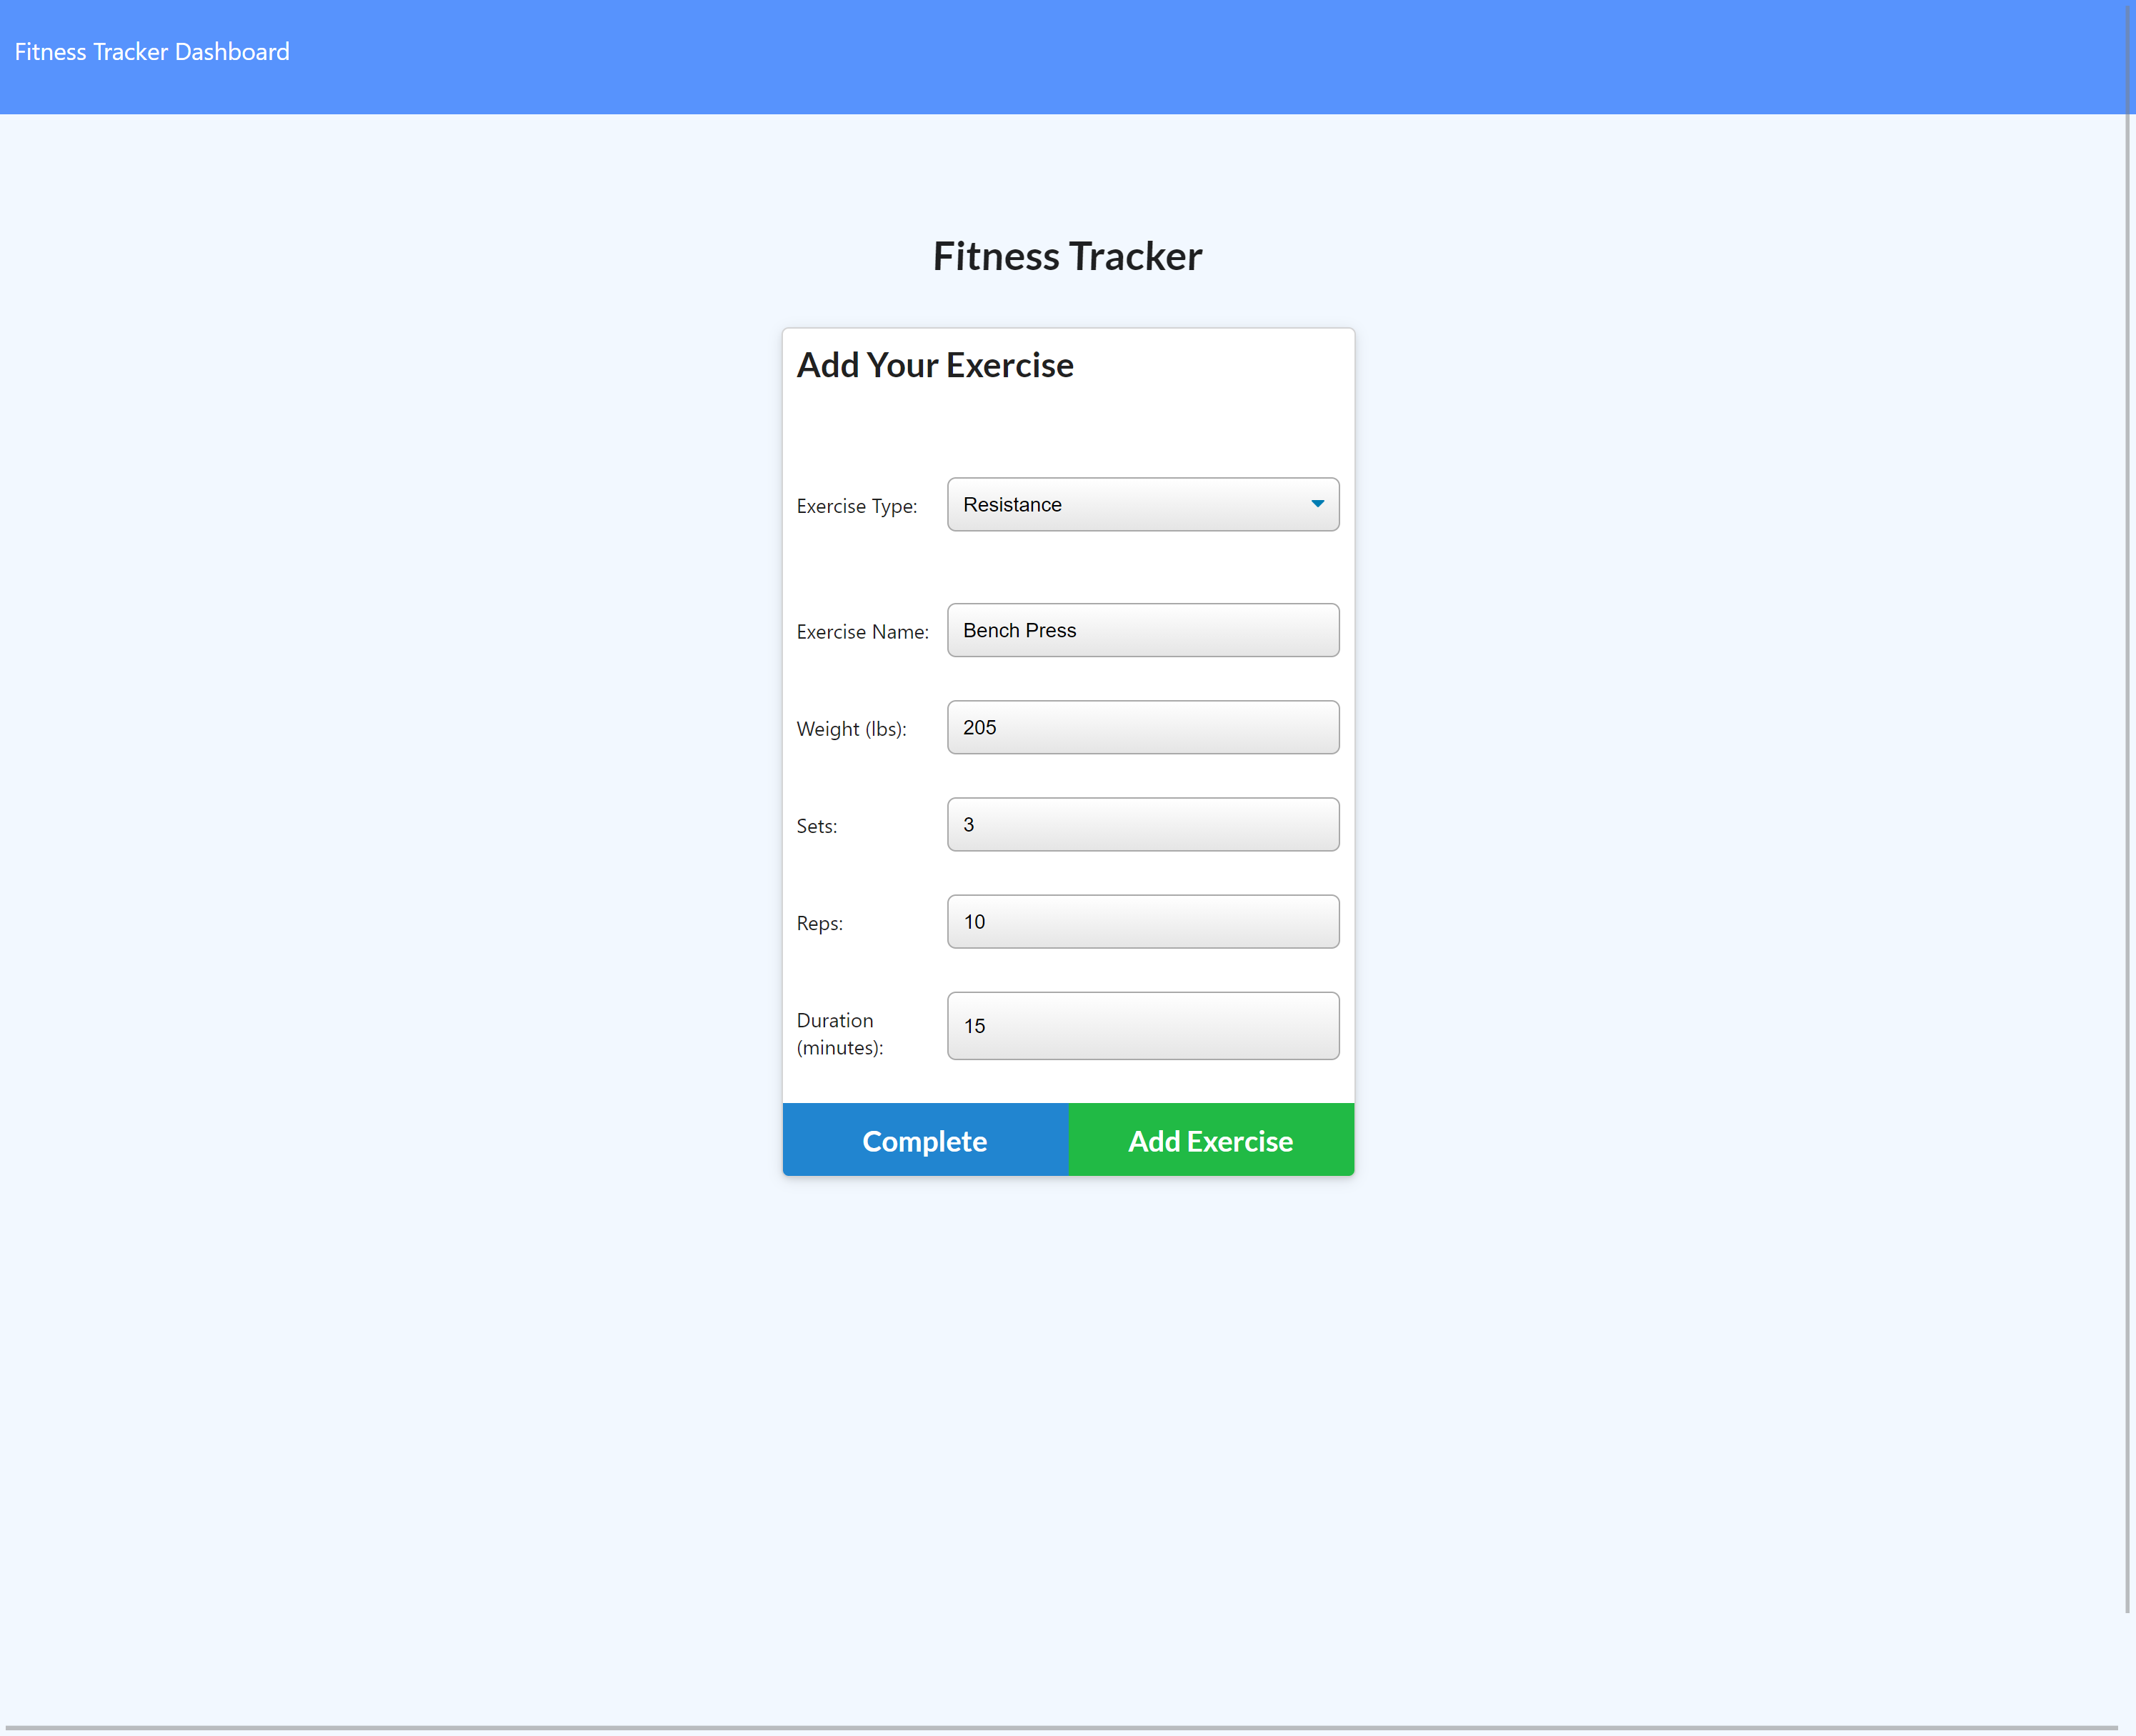 Fitness Tracker Dashboard
Fitness Tracker
Add Your Exercise
Exercise Type: Resistance
Exercise Name: Bench Press
Weight (lbs): 205
Sets: 3
Reps: 10
Duration
(minutes): 15
Complete Add Exercise